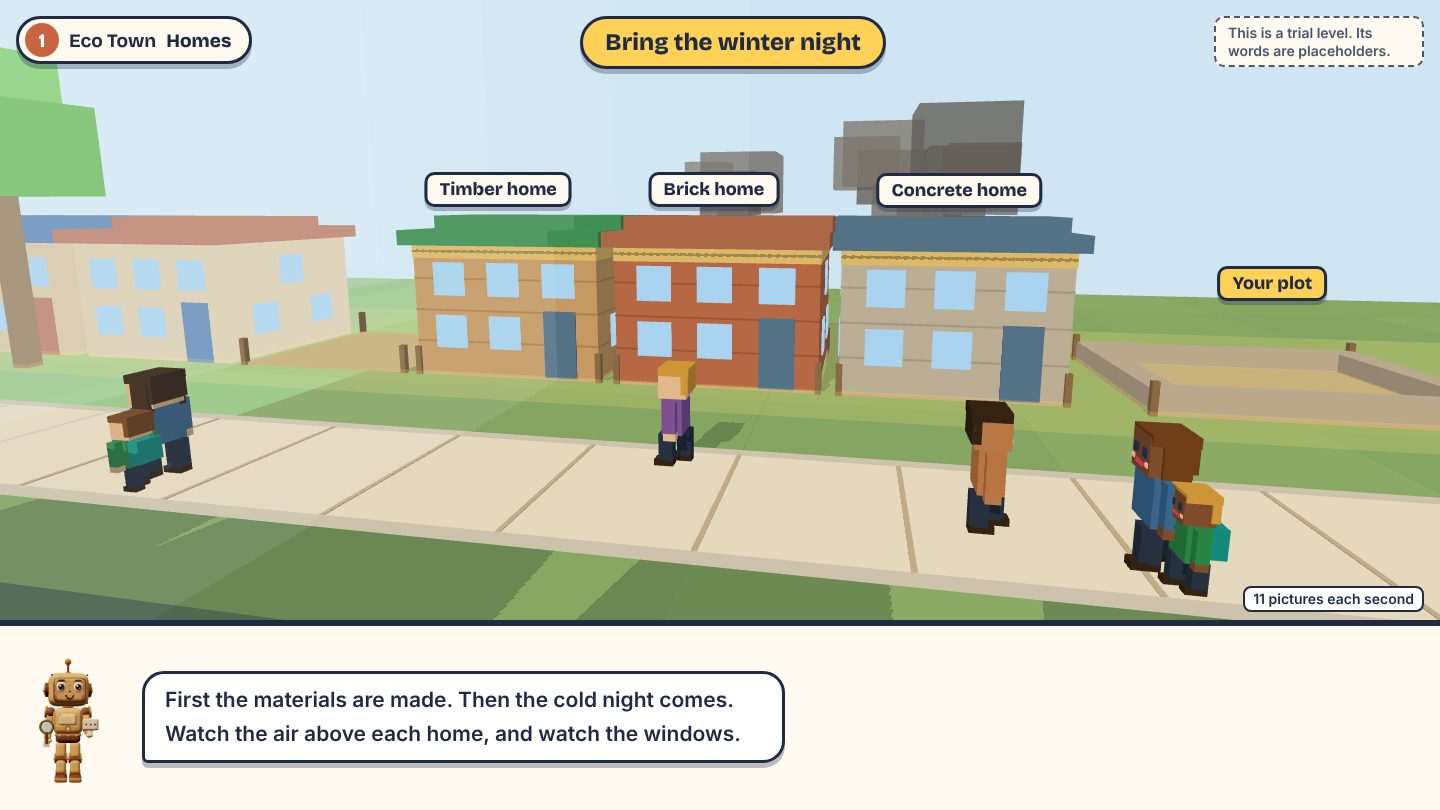 1 Eco Town Homes
Bring the winter night
This is a trial level. Its
words are placeholders.
Timber home
Brick home
Concrete home
Your plot
11 pictures each second
First the materials are made. Then the cold night comes.
Watch the air above each home, and watch the windows.